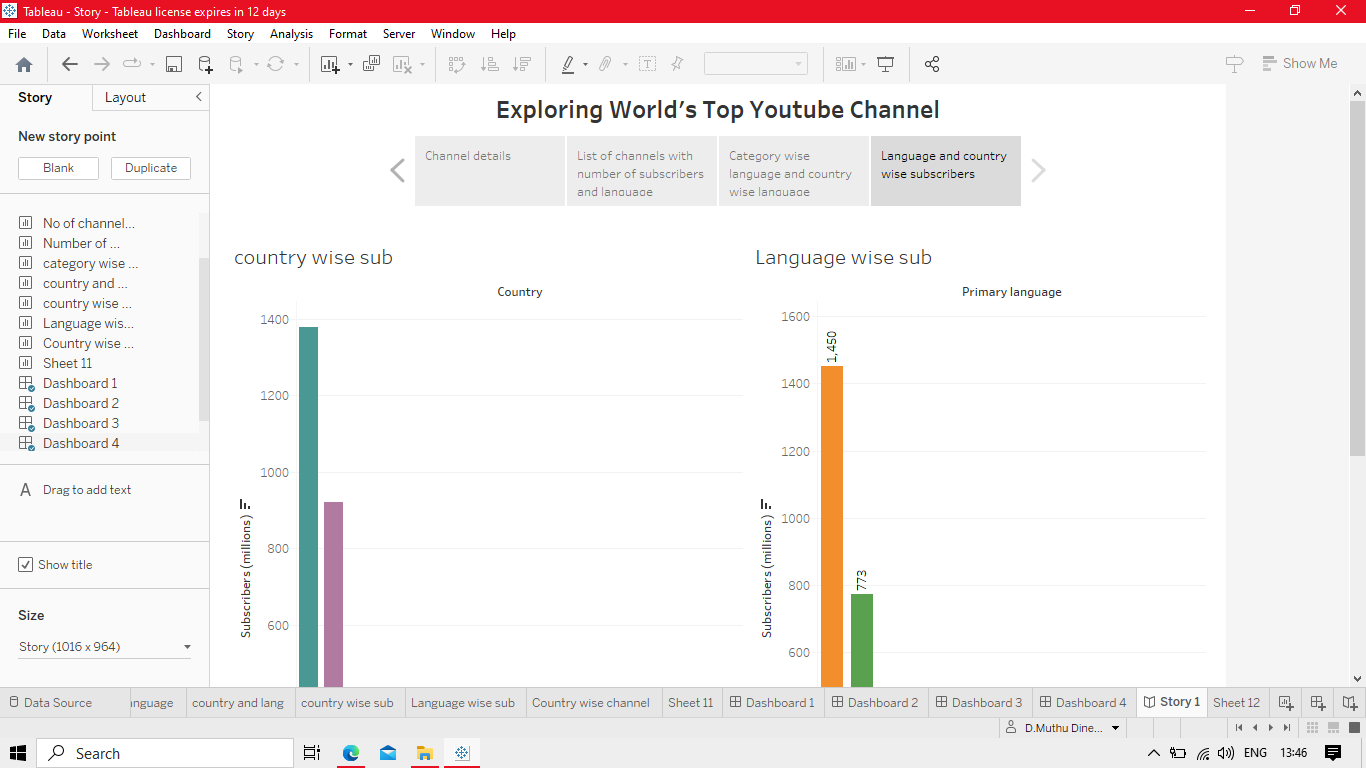 Tableau - Story - Tableau license expires in 12 days
File Data Worksheet Dashboard Story Analysis Format Server Window Help
Show Me
Story Layout
New story point
Blank Duplicate
No of channel...
Number of ...
category wise ...
country and ...
country wise ...
Language wis...
Country wise ...
Sheet 11
Dashboard 1
Dashboard 2
Dashboard 3
Dashboard 4
A Drag to add text
Show title
Size
Story (1016 x 964)
Exploring World's Top Youtube Channel
Channel details
List of channels with
number of subscribers
and language
Category wise
language and country
wise language
Language and country
wise subscribers
country wise sub
Country
1400
1200
1000
800
600
Subscribers (millions)
Language wise sub
Primary language
1600
1400
1200
1000
800
600
Subscribers (millions)
1,450
773
Data Source nguage country and lang country wise sub Language wise sub Country wise channel Sheet 11 Dashboard 1 Dashboard 2 Dashboard 3 Dashboard 4 Story 1 Sheet 12
D.Muthu Dine...
Search
ENG 13:46